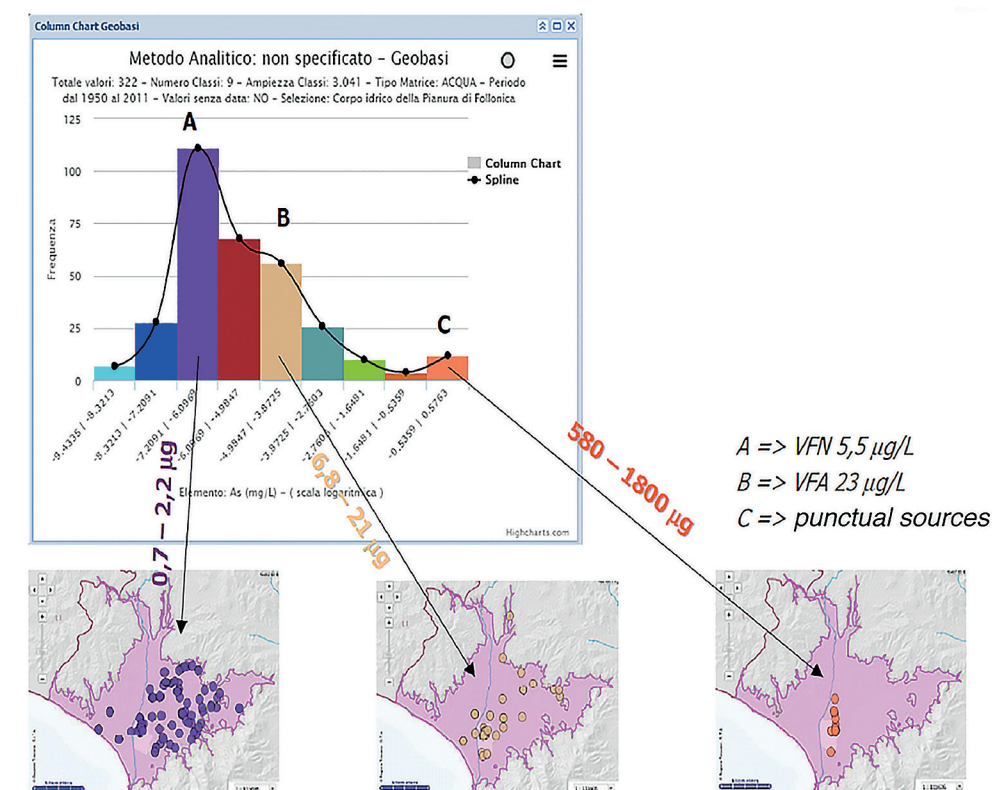 Column Chart Geobasi
Metodo Analitico: non specificato - Geobasi
Totale valori: 322 - Numero Classi: 9 - Ampiezza Classi: 3.041 - Tipo Matrice: ACQUA - Periodo
dal 1950 al 2011 - Valori senza data: NO - Selezione: Corpo idrico della Pianura di Follonica
125
100
75
50
25
0
Frequenza
A
B
C
Column Chart
Spline
-9.4335 | -8.3213
-8.3213 | -7.2091
-7.2091 | -6.0969
-6.0969 | -4.9847
-4.9847 | -3.8725
-3.8725 | -2.7603
-2.7603 | -1.6481
-1.6481 | -0.5359
-0.5359 | 0.5763
Elemento: As (mg/L) - ( scala logaritmica )
Highcharts.com
0,7 – 2,2 µg
6,8 – 21 µg
580 – 1800 µg
A => VFN 5,5 µg/L
B => VFA 23 µg/L
C => punctual sources